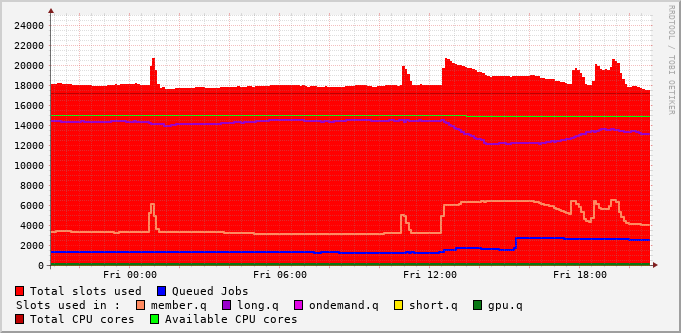 24000
22000
20000
18000
16000
14000
12000
10000
8000
6000
4000
2000
0
Fri 00:00 Fri 06:00 Fri 12:00 Fri 18:00
RRDTOOL / TOBI OETIKER
Total slots used Queued Jobs
Slots used in : member.q long.q ondemand.q short.q gpu.q
Total CPU cores Available CPU cores